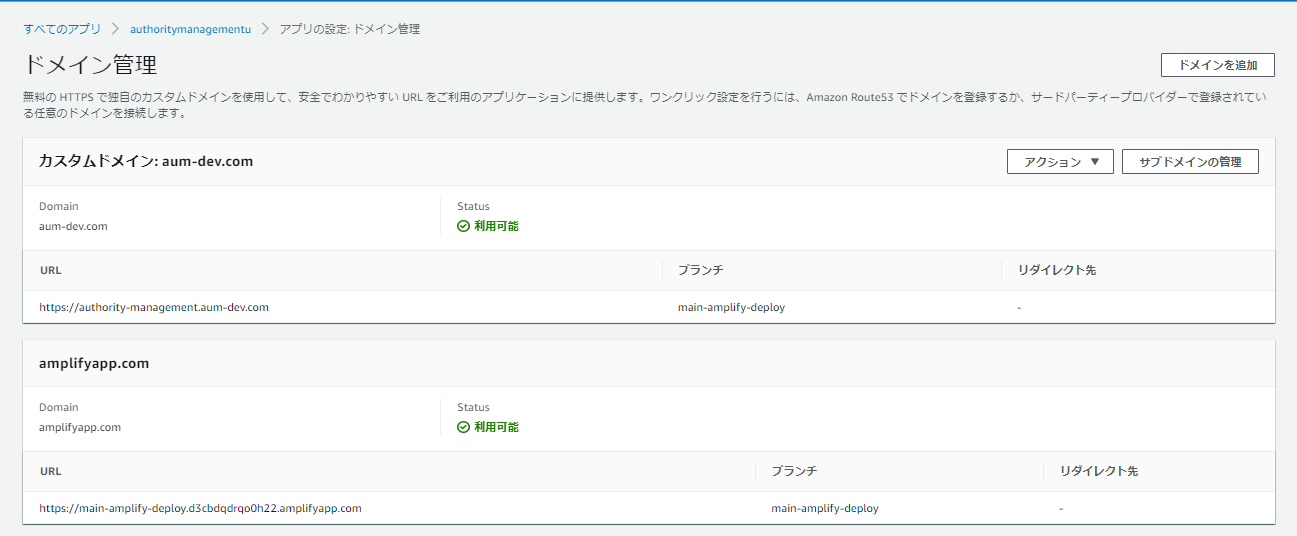 すべてのアプリ > authoritymanagementu > アプリの設定: ドメイン管理
ドメイン管理
ドメインを追加
無料の HTTPS で独自のカスタムドメインを使用して、安全でわかりやすい URL をご利用のアプリケーションに提供します。ワンクリック設定を行うには、Amazon Route53 でドメインを登録するか、サードパーティープロバイダーで登録されてい
る任意のドメインを接続します。
カスタムドメイン: aum-dev.com
アクション ▼ サブドメインの管理
Domain Status
aum-dev.com 利用可能
URL ブランチ リダイレクト先
https://authority-management.aum-dev.com main-amplify-deploy -
amplifyapp.com
Domain Status
amplifyapp.com 利用可能
URL ブランチ リダイレクト先
https://main-amplify-deploy.d3cbdqdrqo0h22.amplifyapp.com main-amplify-deploy -